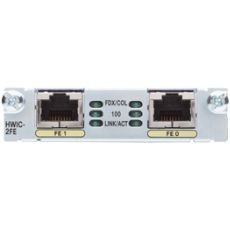 HWIC-
2FE
FDX/COL
100
LINK/ACT
FE 1
FE 0